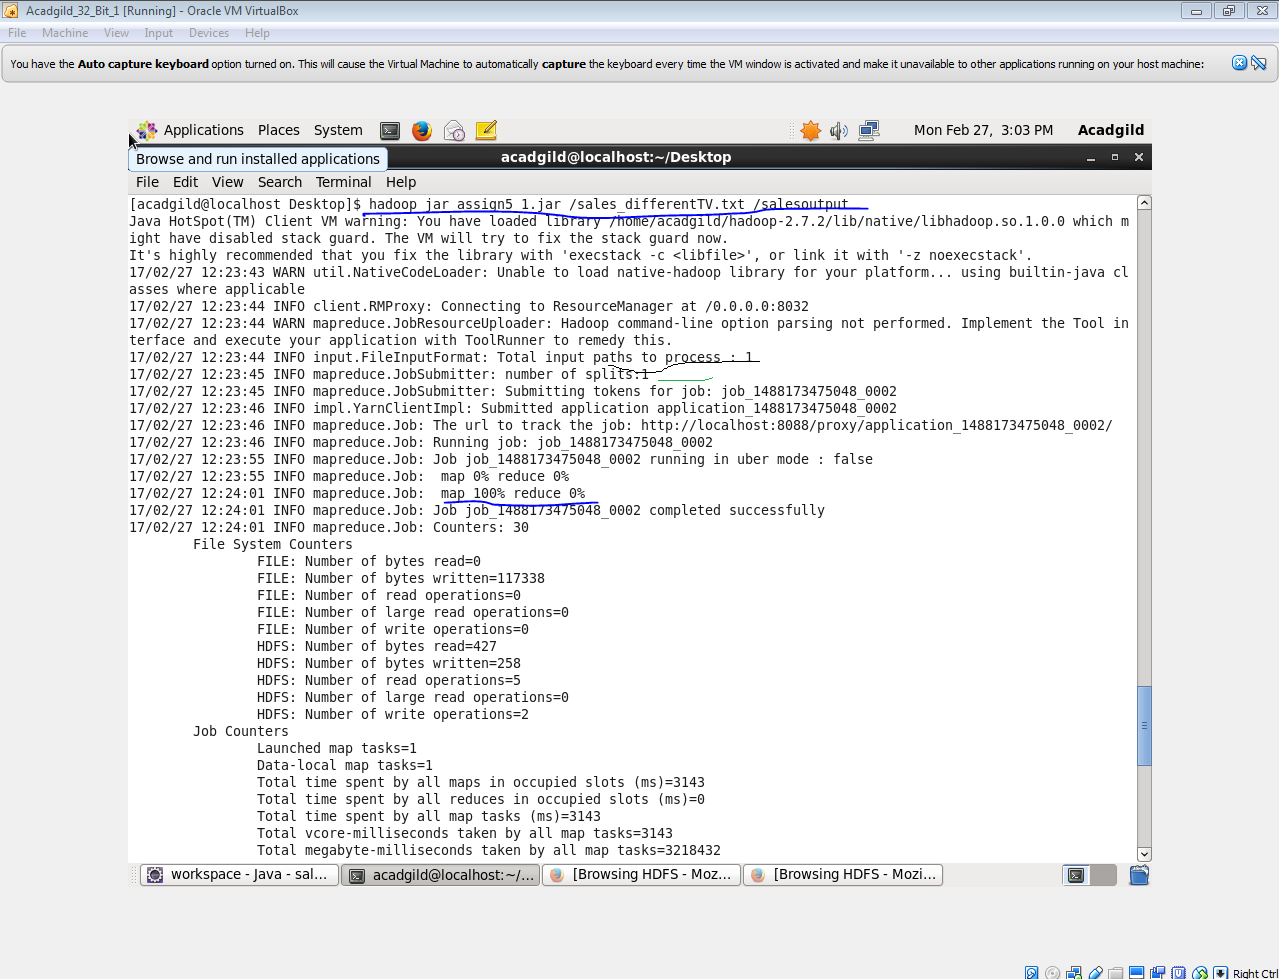 Acadgild_32_Bit_1 [Running] - Oracle VM VirtualBox
File Machine View Input Devices Help
You have the Auto capture keyboard option turned on. This will cause the Virtual Machine to automatically capture the keyboard every time the VM window is activated and make it unavailable to other applications running on your host machine:
Applications Places System Mon Feb 27, 3:03 PM Acadgild
Browse and run installed applications acadgild@localhost:~/Desktop
File Edit View Search Terminal Help
[acadgild@localhost Desktop]$ hadoop jar assign5_1.jar /sales_differentTV.txt /salesoutput
Java HotSpot(TM) Client VM warning: You have loaded library /home/acadgild/hadoop-2.7.2/lib/native/libhadoop.so.1.0.0 which m
ight have disabled stack guard. The VM will try to fix the stack guard now.
It's highly recommended that you fix the library with 'execstack -c <libfile>', or link it with '-z noexecstack'.
17/02/27 12:23:43 WARN util.NativeCodeLoader: Unable to load native-hadoop library for your platform... using builtin-java cl
asses where applicable
17/02/27 12:23:44 INFO client.RMProxy: Connecting to ResourceManager at /0.0.0.0:8032
17/02/27 12:23:44 WARN mapreduce.JobResourceUploader: Hadoop command-line option parsing not performed. Implement the Tool in
terface and execute your application with ToolRunner to remedy this.
17/02/27 12:23:44 INFO input.FileInputFormat: Total input paths to process : 1
17/02/27 12:23:45 INFO mapreduce.JobSubmitter: number of splits:1
17/02/27 12:23:45 INFO mapreduce.JobSubmitter: Submitting tokens for job: job_1488173475048_0002
17/02/27 12:23:46 INFO impl.YarnClientImpl: Submitted application application_1488173475048_0002
17/02/27 12:23:46 INFO mapreduce.Job: The url to track the job: http://localhost:8088/proxy/application_1488173475048_0002/
17/02/27 12:23:46 INFO mapreduce.Job: Running job: job_1488173475048_0002
17/02/27 12:23:55 INFO mapreduce.Job: Job job_1488173475048_0002 running in uber mode : false
17/02/27 12:23:55 INFO mapreduce.Job:  map 0% reduce 0%
17/02/27 12:24:01 INFO mapreduce.Job:  map 100% reduce 0%
17/02/27 12:24:01 INFO mapreduce.Job: Job job_1488173475048_0002 completed successfully
17/02/27 12:24:01 INFO mapreduce.Job: Counters: 30
File System Counters
FILE: Number of bytes read=0
FILE: Number of bytes written=117338
FILE: Number of read operations=0
FILE: Number of large read operations=0
FILE: Number of write operations=0
HDFS: Number of bytes read=427
HDFS: Number of bytes written=258
HDFS: Number of read operations=5
HDFS: Number of large read operations=0
HDFS: Number of write operations=2
Job Counters
Launched map tasks=1
Data-local map tasks=1
Total time spent by all maps in occupied slots (ms)=3143
Total time spent by all reduces in occupied slots (ms)=0
Total time spent by all map tasks (ms)=3143
Total vcore-milliseconds taken by all map tasks=3143
Total megabyte-milliseconds taken by all map tasks=3218432
workspace - Java - sal... acadgild@localhost:~/... [Browsing HDFS - Moz... [Browsing HDFS - Mozi...
Right Ctrl